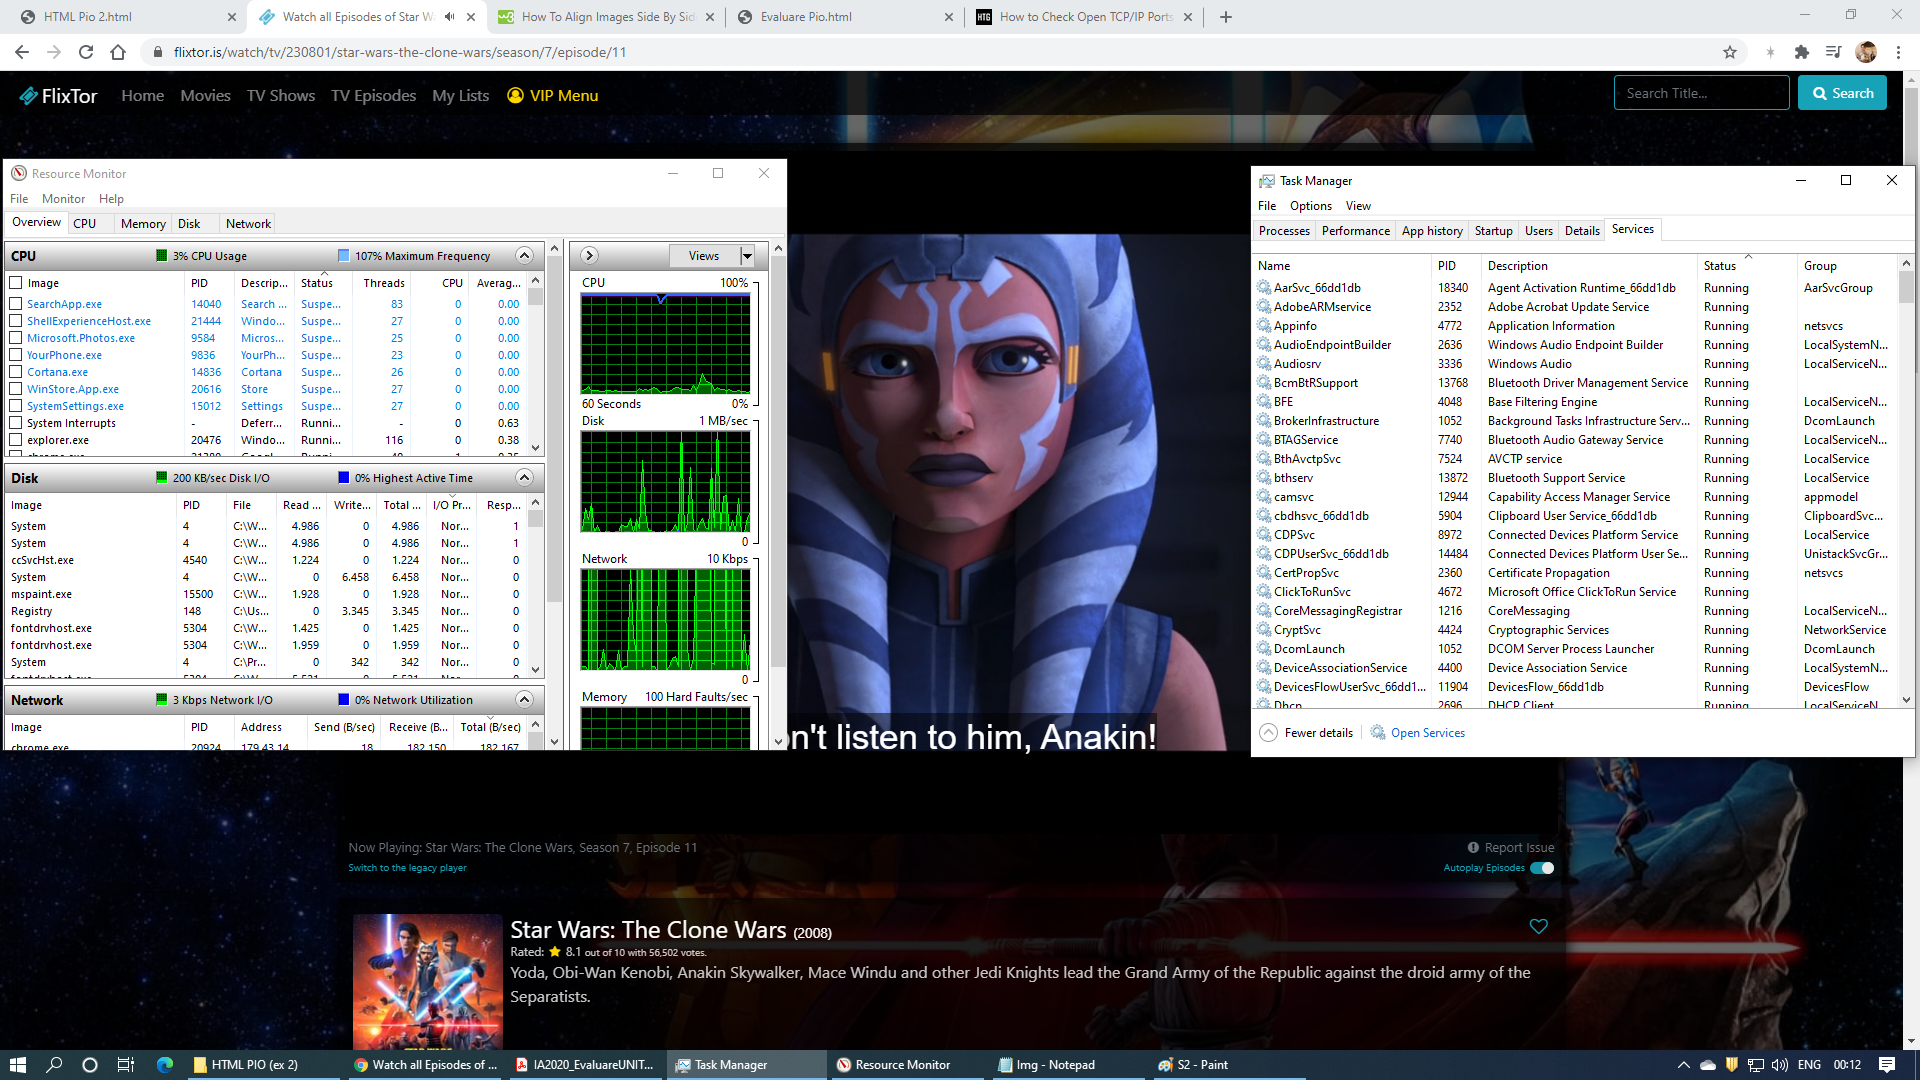 HTML Pio 2.html
Watch all Episodes of Star Wa
How To Align Images Side By Sid
Evaluare Pio.html
How to Check Open TCP/IP Ports
flixtor.is/watch/tv/230801/star-wars-the-clone-wars/season/7/episode/11
FlixTor Home Movies TV Shows TV Episodes My Lists VIP Menu
Search Title...
Search
Resource Monitor
File Monitor Help
Overview CPU Memory Disk Network
CPU 3% CPU Usage 107% Maximum Frequency
Image PID Descrip... Status Threads CPU Averag...
SearchApp.exe 14040 Search ... Suspe... 83 0 0.00
ShellExperienceHost.exe 21444 Windo... Suspe... 27 0 0.00
Microsoft.Photos.exe 9584 Micros... Suspe... 25 0 0.00
YourPhone.exe 9836 YourPh... Suspe... 23 0 0.00
Cortana.exe 14836 Cortana Suspe... 26 0 0.00
WinStore.App.exe 20616 Store Suspe... 27 0 0.00
SystemSettings.exe 15012 Settings Suspe... 27 0 0.00
System Interrupts - Deferr... Runni... - 0 0.63
explorer.exe 20476 Windo... Runni... 116 0 0.38
Disk 200 KB/sec Disk I/O 0% Highest Active Time
Image PID File Read ... Write... Total ... I/O Pr... Resp...
System 4 C:\W... 4.986 0 4.986 Nor... 1
System 4 C:\W... 4.986 0 4.986 Nor... 1
ccSvcHst.exe 4540 C:\W... 1.224 0 1.224 Nor... 0
System 4 C:\W... 0 6.458 6.458 Nor... 0
mspaint.exe 15500 C:\W... 1.928 0 1.928 Nor... 0
Registry 148 C:\Us... 0 3.345 3.345 Nor... 0
fontdrvhost.exe 5304 C:\W... 1.425 0 1.425 Nor... 0
fontdrvhost.exe 5304 C:\W... 1.959 0 1.959 Nor... 0
System 4 C:\Pr... 0 342 342 Nor... 0
Network 3 Kbps Network I/O 0% Network Utilization
Image PID Address Send (B/sec) Receive (B... Total (B/sec)
chrome.exe 20924 179.43.14... 18 182.150 182.167
Views
CPU 100%
60 Seconds 0%
Disk 1 MB/sec
0
Network 10 Kbps
0
Memory 100 Hard Faults/sec
on't listen to him, Anakin!
Task Manager
File Options View
Processes Performance App history Startup Users Details Services
Name PID Description Status Group
AarSvc_66dd1db 18340 Agent Activation Runtime_66dd1db Running AarSvcGroup
AdobeARMservice 2352 Adobe Acrobat Update Service Running
Appinfo 4772 Application Information Running netsvcs
AudioEndpointBuilder 2636 Windows Audio Endpoint Builder Running LocalSystemN...
Audiosrv 3336 Windows Audio Running LocalServiceN...
BcmBtRSupport 13768 Bluetooth Driver Management Service Running
BFE 4048 Base Filtering Engine Running LocalServiceN...
BrokerInfrastructure 1052 Background Tasks Infrastructure Serv... Running DcomLaunch
BTAGService 7740 Bluetooth Audio Gateway Service Running LocalServiceN...
BthAvctpSvc 7524 AVCTP service Running LocalService
bthserv 13872 Bluetooth Support Service Running LocalService
camsvc 12944 Capability Access Manager Service Running appmodel
cbdhsvc_66dd1db 5904 Clipboard User Service_66dd1db Running ClipboardSvc...
CDPSvc 8972 Connected Devices Platform Service Running LocalService
CDPUserSvc_66dd1db 14484 Connected Devices Platform User Se... Running UnistackSvcGr...
CertPropSvc 2360 Certificate Propagation Running netsvcs
ClickToRunSvc 4672 Microsoft Office ClickToRun Service Running
CoreMessagingRegistrar 1216 CoreMessaging Running LocalServiceN...
CryptSvc 4424 Cryptographic Services Running NetworkService
DcomLaunch 1052 DCOM Server Process Launcher Running DcomLaunch
DeviceAssociationService 4400 Device Association Service Running LocalSystemN...
DevicesFlowUserSvc_66dd1... 11904 DevicesFlow_66dd1db Running DevicesFlow
Dhcp 2696 DHCP Client Running LocalServiceN...
Fewer details Open Services
Now Playing: Star Wars: The Clone Wars, Season 7, Episode 11
Report Issue
Switch to the legacy player
Autoplay Episodes
Star Wars: The Clone Wars (2008)
Rated: 8.1 out of 10 with 56,502 votes.
Yoda, Obi-Wan Kenobi, Anakin Skywalker, Mace Windu and other Jedi Knights lead the Grand Army of the Republic against the droid army of the
Separatists.
HTML PIO (ex 2)
Watch all Episodes of ...
IA2020_EvaluareUNIT...
Task Manager
Resource Monitor
Img - Notepad
S2 - Paint
ENG 00:12